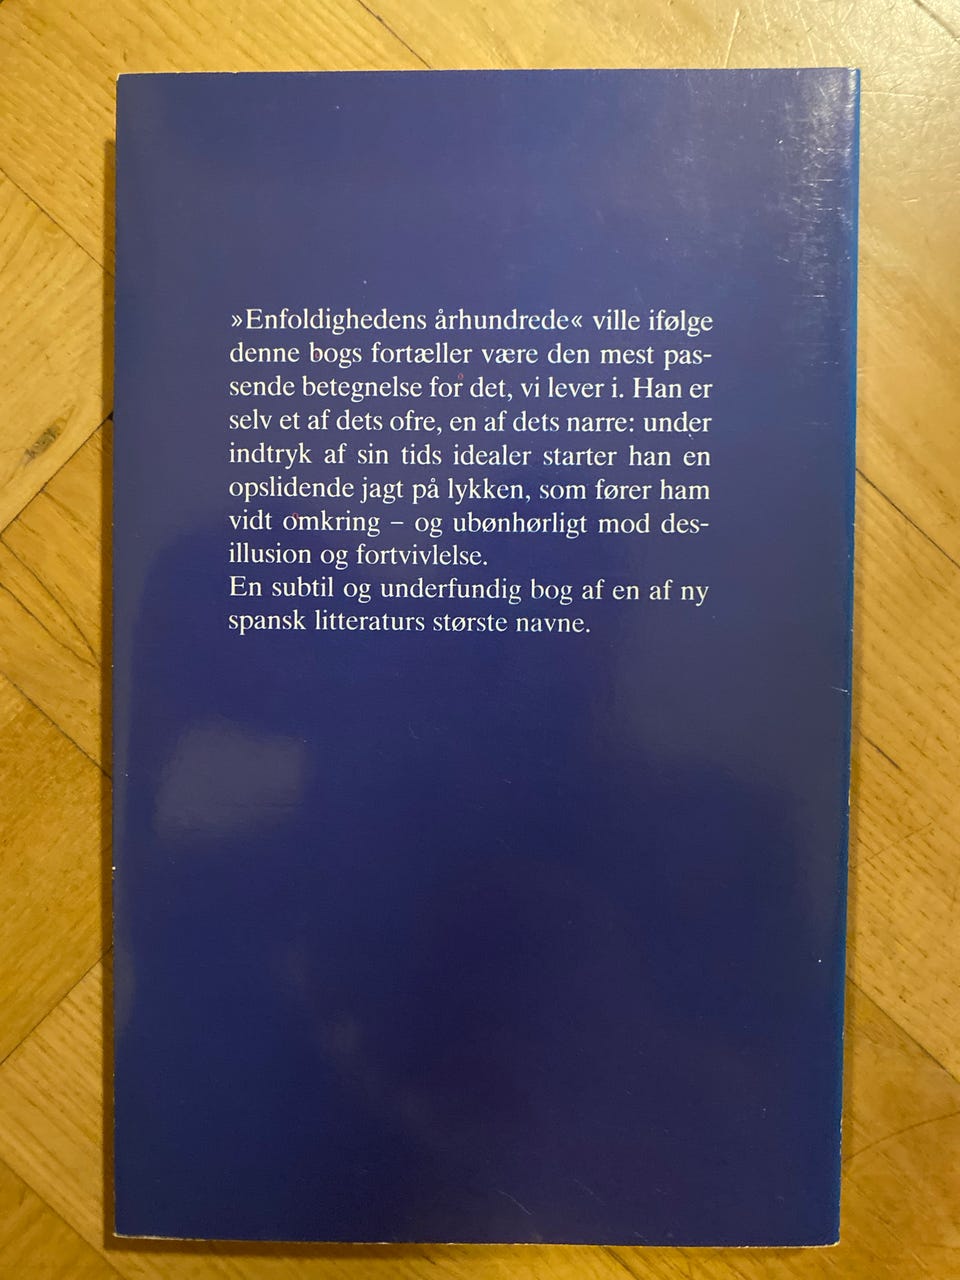 »Enfoldighedens århundrede« ville ifølge
denne bogs fortæller være den mest pas-
sende betegnelse for det, vi lever i. Han er
selv et af dets ofre, en af dets narre: under
indtryk af sin tids idealer starter han en
opslidende jagt på lykken, som fører ham
vidt omkring – og ubønhørligt mod des-
illusion og fortvivlelse.
En subtil og underfundig bog af en af ny
spansk litteraturs største navne.